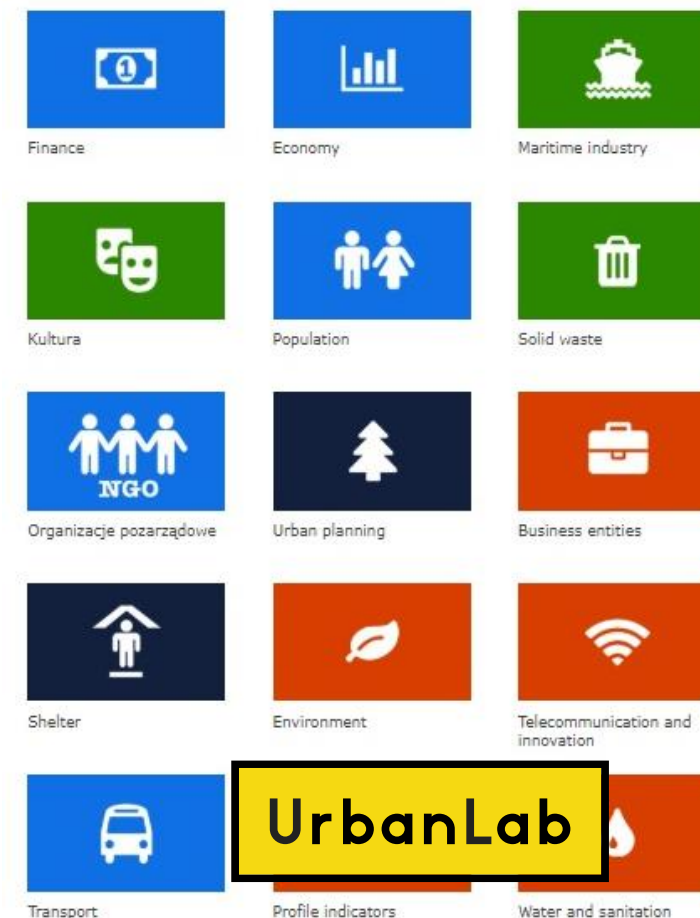 1
Finance
Economy
Maritime industry
Kultura
Population
Solid waste
NGO
Organizacje pozarządowe
Urban planning
Business entities
Shelter
Environment
Telecommunication and
innovation
UrbanLab
Transport
Profile indicators
Water and sanitation